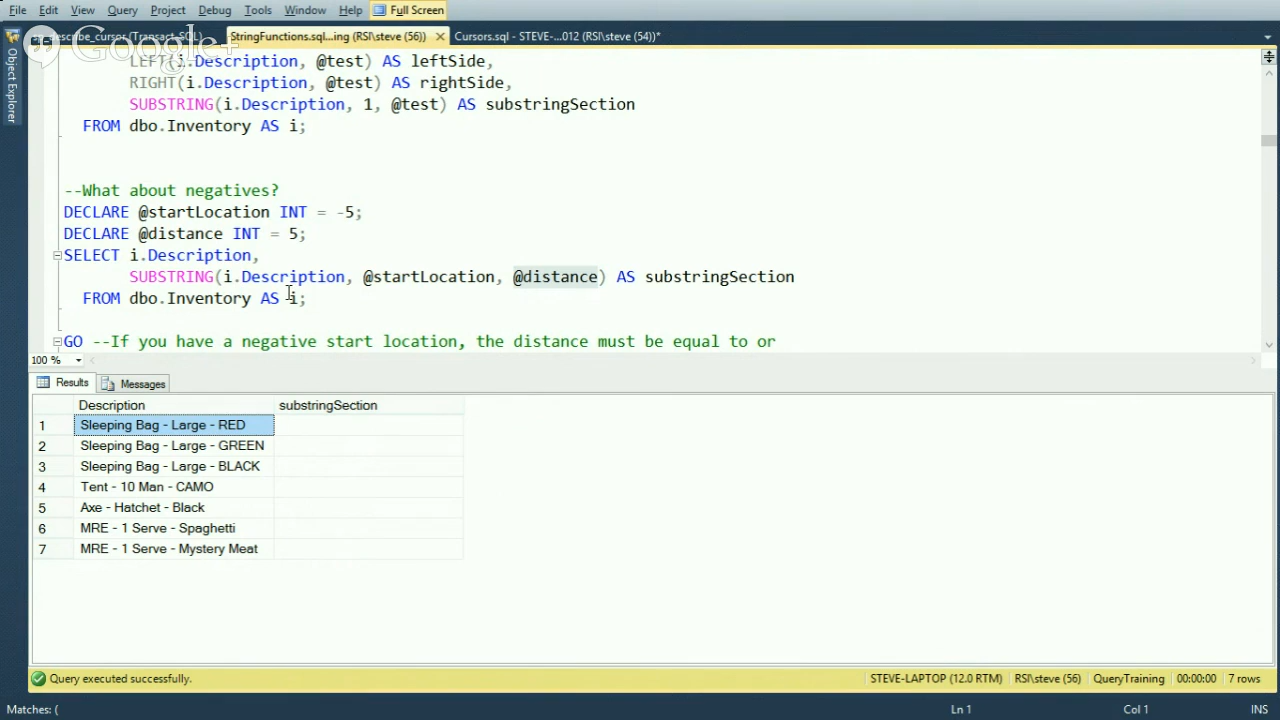 File Edit View Query Project Debug Tools Window Help Full Screen
sp_describe_cursor (Transact-SQL) StringFunctions.sql...ing (RSI\steve (56)) Cursors.sql - STEVE-...012 (RSI\steve (54))*
Google+
Object Explorer
LEFT(i.Description, @test) AS leftSide,
RIGHT(i.Description, @test) AS rightSide,
SUBSTRING(i.Description, 1, @test) AS substringSection
FROM dbo.Inventory AS i;
--What about negatives?
DECLARE @startLocation INT = -5;
DECLARE @distance INT = 5;
SELECT i.Description,
SUBSTRING(i.Description, @startLocation, @distance) AS substringSection
FROM dbo.Inventory AS i;
GO --If you have a negative start location, the distance must be equal to or
100 %
Results Messages
Description substringSection
1 Sleeping Bag - Large - RED
2 Sleeping Bag - Large - GREEN
3 Sleeping Bag - Large - BLACK
4 Tent - 10 Man - CAMO
5 Axe - Hatchet - Black
6 MRE - 1 Serve - Spaghetti
7 MRE - 1 Serve - Mystery Meat
Query executed successfully. STEVE-LAPTOP (12.0 RTM) RSI\steve (56) QueryTraining 00:00:00 7 rows
Matches: ( Ln 1 Col 1 INS